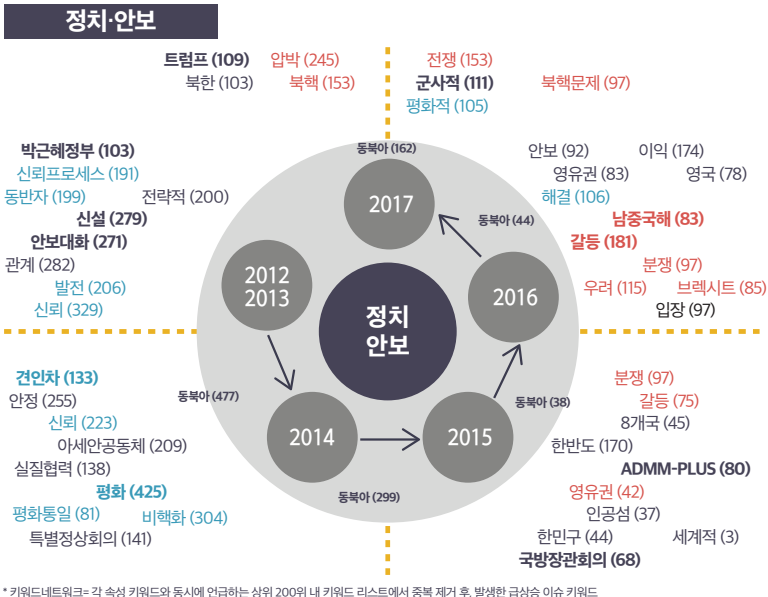 정치·안보
트럼프 (109) 압박 (245)
북한 (103) 북핵 (153)
전쟁 (153)
군사적 (111) 북핵문제 (97)
평화적 (105)
박근혜정부 (103)
신뢰프로세스 (191)
동반자 (199) 전략적 (200)
신설 (279)
안보대화 (271)
관계 (282)
발전 (206)
신뢰 (329)
안보 (92) 이익 (174)
영유권 (83) 영국 (78)
해결 (106)
남중국해 (83)
갈등 (181)
분쟁 (97)
우려 (115) 브렉시트 (85)
입장 (97)
동북아 (162)
2017
동북아 (44)
2012
2013
2016
정치
안보
동북아 (477)
동북아 (38)
2014
2015
동북아 (299)
견인차 (133)
안정 (255)
신뢰 (223)
아세안공동체 (209)
실질협력 (138)
평화 (425)
평화통일 (81) 비핵화 (304)
특별정상회의 (141)
분쟁 (97)
갈등 (75)
8개국 (45)
한반도 (170)
ADMM-PLUS (80)
영유권 (42)
인공섬 (37)
한민구 (44) 세계적 (3)
국방장관회의 (68)
* 키워드네트워크= 각 속성 키워드와 동시에 언급하는 상위 200위 내 키워드 리스트에서 중복 제거 후, 발생한 급상승 이슈 키워드